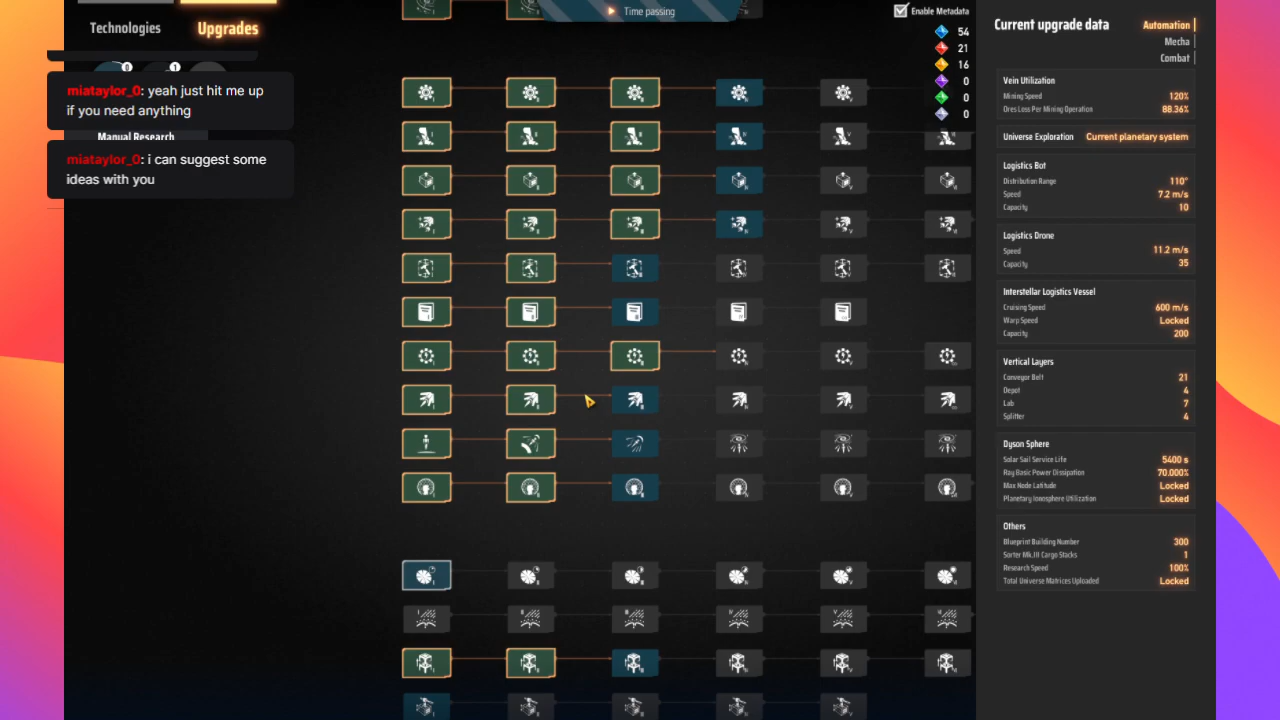 Technologies
Upgrades
Time passing
Enable Metadata
54
21
16
0
0
0
0
1
miataylor_0: yeah just hit me up
if you need anything
Manual Research
miataylor_0: i can suggest some
ideas with you
Current upgrade data
Automation
Mecha
Combat
Vein Utilization
Mining Speed 120%
Ores Loss Per Mining Operation 88.36%
Universe Exploration Current planetary system
Logistics Bot
Distribution Range 110°
Speed 7.2 m/s
Capacity 10
Logistics Drone
Speed 11.2 m/s
Capacity 35
Interstellar Logistics Vessel
Cruising Speed 600 m/s
Warp Speed Locked
Capacity 200
Vertical Layers
Conveyor Belt 21
Depot 4
Lab 7
Splitter 4
Dyson Sphere
Solar Sail Service Life 5400 s
Ray Basic Power Dissipation 70.000%
Max Node Latitude Locked
Planetary Ionosphere Utilization Locked
Others
Blueprint Building Number 300
Sorter Mk.III Cargo Stacks 1
Research Speed 100%
Total Universe Matrices Uploaded Locked